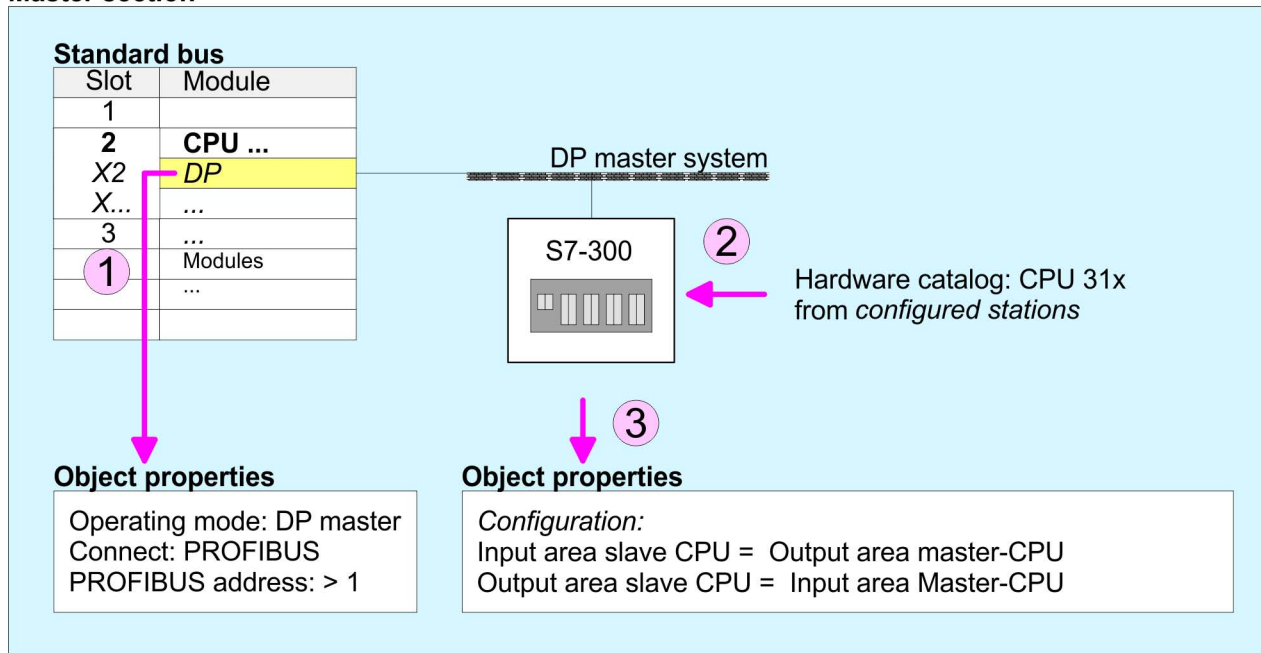 Standard bus
Slot Module
1
2 CPU ...
X2 DP
X... ...
3 ...
1 Modules
...
DP master system
S7-300
2
Hardware catalog: CPU 31x
from configured stations
3
Object properties
Operating mode: DP master
Connect: PROFIBUS
PROFIBUS address: > 1
Object properties
Configuration:
Input area slave CPU = Output area master-CPU
Output area slave CPU = Input area Master-CPU